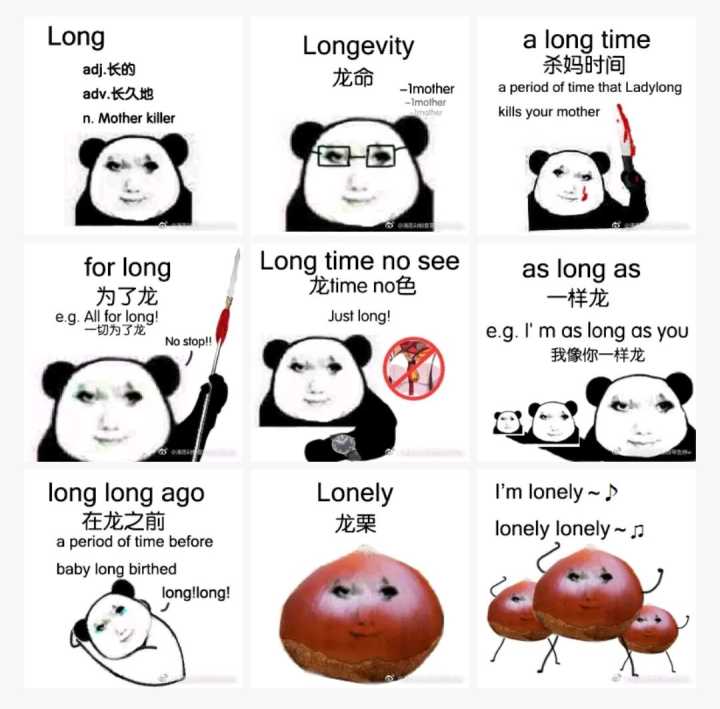 Long
adj.长的
adv.长久地
n. Mother killer
Longevity
龙命
-1mother
-1mother
-1mother
a long time
杀妈时间
a period of time that Ladylong
kills your mother
for long
为了龙
e.g. All for long!
一切为了龙
No stop!!
Long time no see
龙time no色
Just long!
as long as
一样龙
e.g. I' m as long as you
我像你一样龙
long long ago
在龙之前
a period of time before
baby long birthed
long!long!
Lonely
龙栗
I'm lonely~♪
lonely lonely~♫